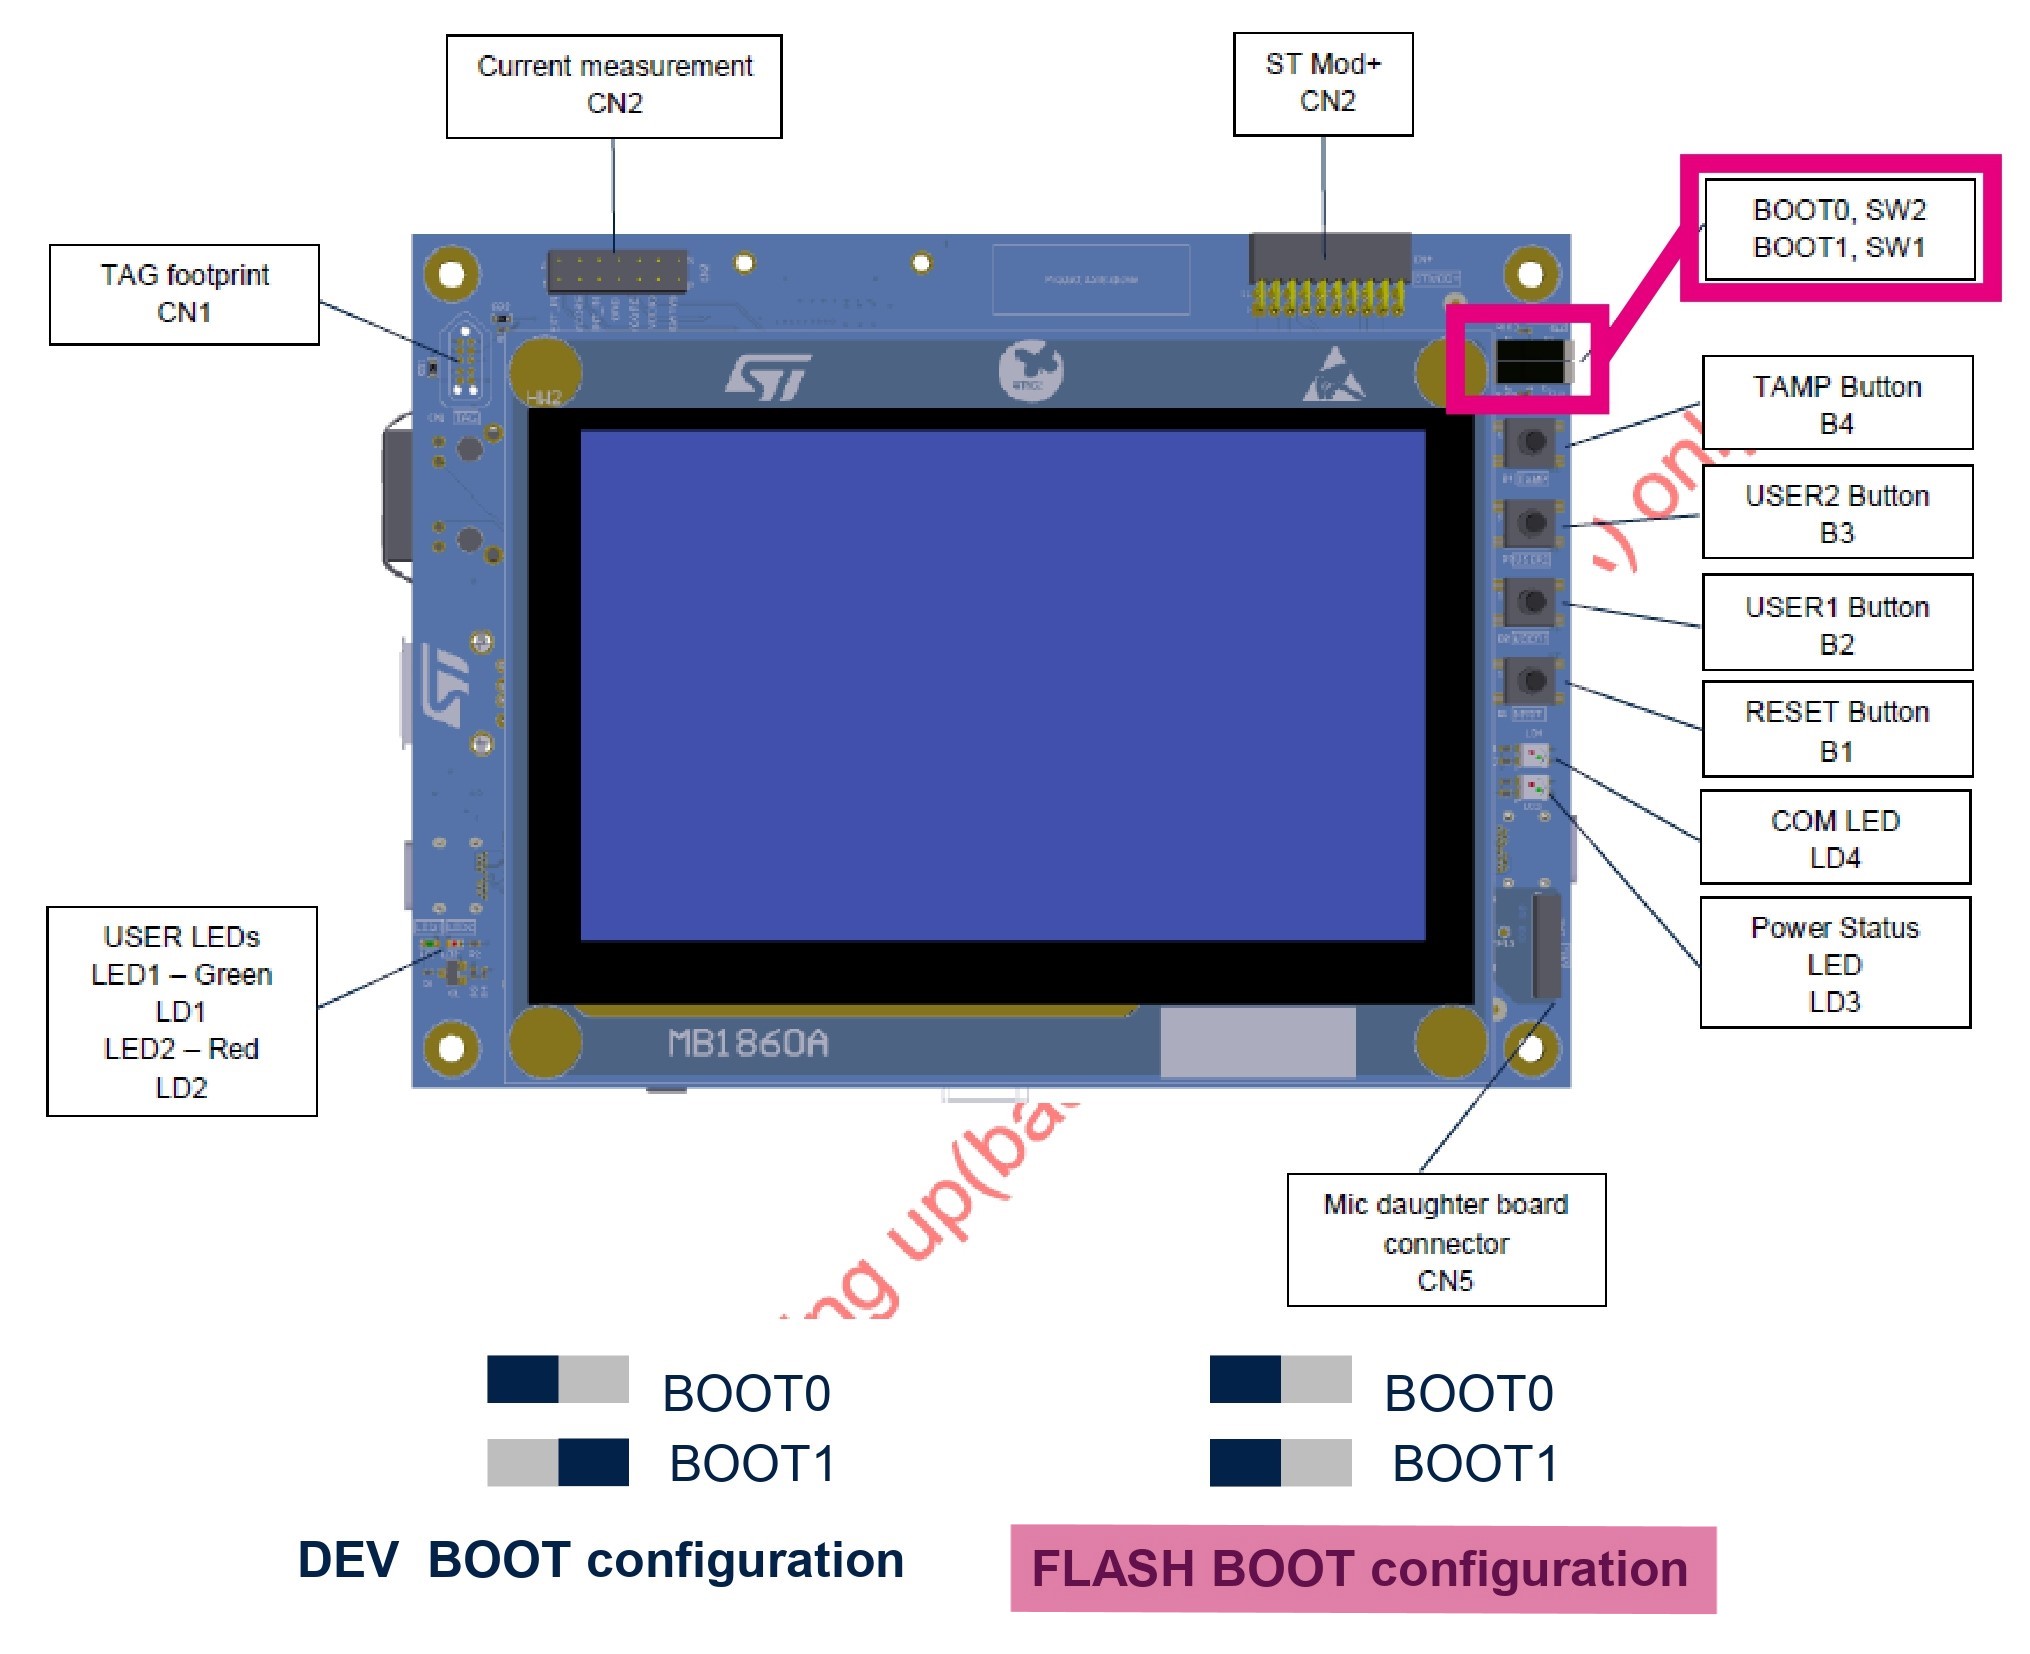 Current measurement
CN2
ST Mod+
CN2
BOOT0, SW2
BOOT1, SW1
TAG footprint
CN1
TAMP Button
B4
USER2 Button
B3
USER1 Button
B2
RESET Button
B1
COM LED
LD4
Power Status
LED
LD3
USER LEDs
LED1 – Green
LD1
LED2 – Red
LD2
HW2
TAG
MB1860A
Mic daughter board
connector
CN5
BOOT0
BOOT1
DEV BOOT configuration
BOOT0
BOOT1
FLASH BOOT configuration